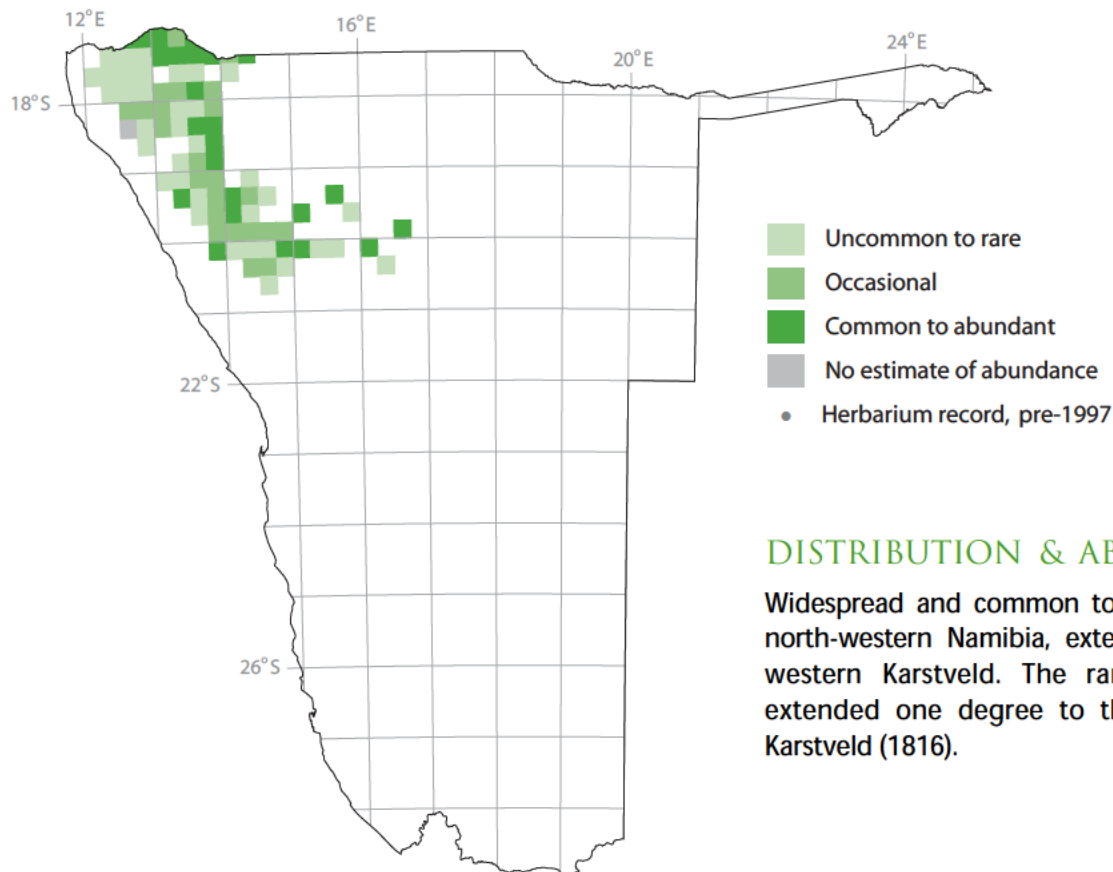 12°E
16°E
20°E
24°E
18°S
22°S
26°S
Uncommon to rare
Occasional
Common to abundant
No estimate of abundance
Herbarium record, pre-1997
DISTRIBUTION & AB
Widespread and common to
north-western Namibia, exte
western Karstveld. The ra
extended one degree to t
Karstveld (1816).